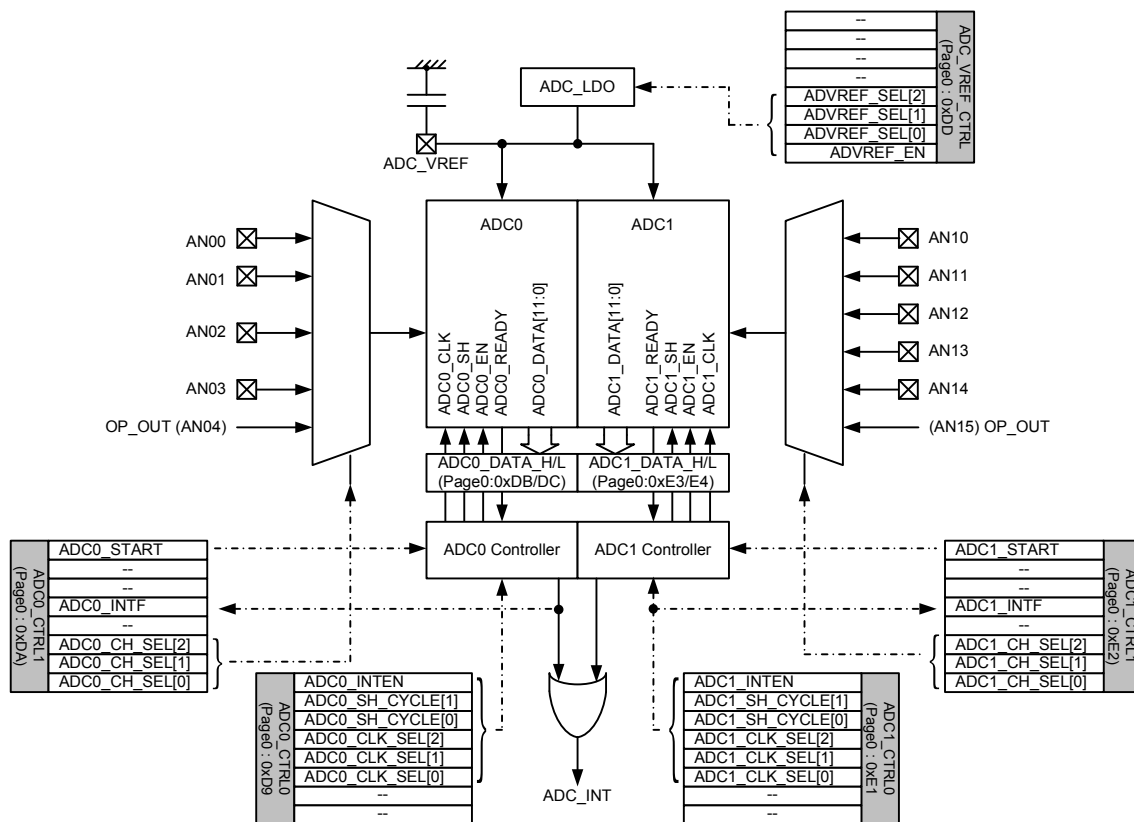 --
--
--
--
ADVREF_SEL[2]
ADVREF_SEL[1]
ADVREF_SEL[0]
ADVREF_EN
ADC_VREF_CTRL
(Page0 : 0xDD
ADC_LDO
ADC_VREF
ADC0
ADC1
AN00
AN01
AN02
AN03
OP_OUT (AN04)
AN10
AN11
AN12
AN13
AN14
(AN15) OP_OUT
ADC0_CLK
ADC0_SH
ADC0_EN
ADC0_READY
ADC0_DATA[11:0]
ADC1_DATA[11:0]
ADC1_READY
ADC1_SH
ADC1_EN
ADC1_CLK
ADC0_DATA_H/L
(Page0:0xDB/DC)
ADC1_DATA_H/L
(Page0:0xE3/E4)
ADC0 Controller
ADC1 Controller
ADC0_CTRL1
(Page0 : 0xDA)
ADC0_START
--
--
ADC0_INTF
--
ADC0_CH_SEL[2]
ADC0_CH_SEL[1]
ADC0_CH_SEL[0]
ADC1_START
--
--
ADC1_INTF
--
ADC1_CH_SEL[2]
ADC1_CH_SEL[1]
ADC1_CH_SEL[0]
ADC1_CTRL1
(Page0 : 0xE2)
ADC0_CTRL0
(Page0 : 0xD9
ADC0_INTEN
ADC0_SH_CYCLE[1]
ADC0_SH_CYCLE[0]
ADC0_CLK_SEL[2]
ADC0_CLK_SEL[1]
ADC0_CLK_SEL[0]
--
--
ADC_INT
ADC1_INTEN
ADC1_SH_CYCLE[1]
ADC1_SH_CYCLE[0]
ADC1_CLK_SEL[2]
ADC1_CLK_SEL[1]
ADC1_CLK_SEL[0]
--
--
ADC1_CTRL0
(Page0 : 0xE1